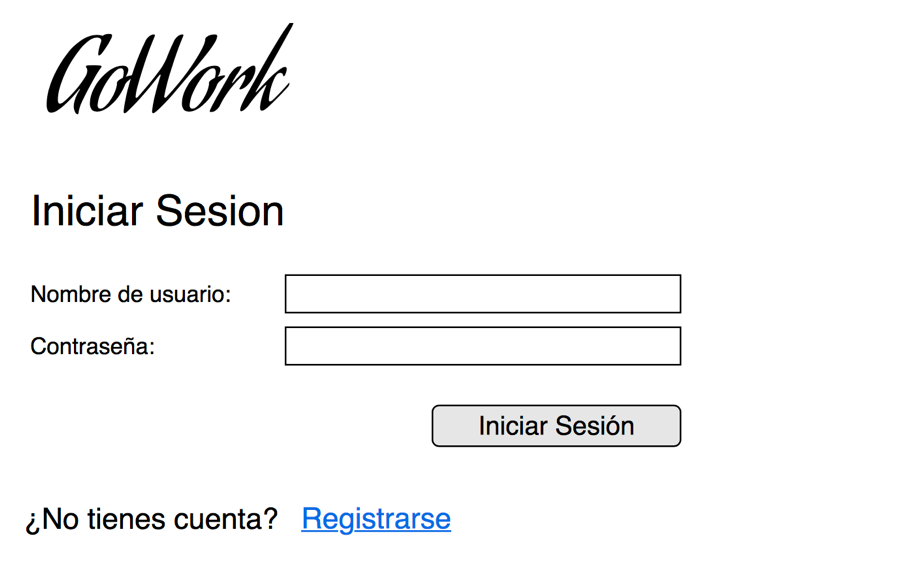 GoWork
Iniciar Sesion
Nombre de usuario:
Contraseña:
Iniciar Sesión
¿No tienes cuenta? Registrarse